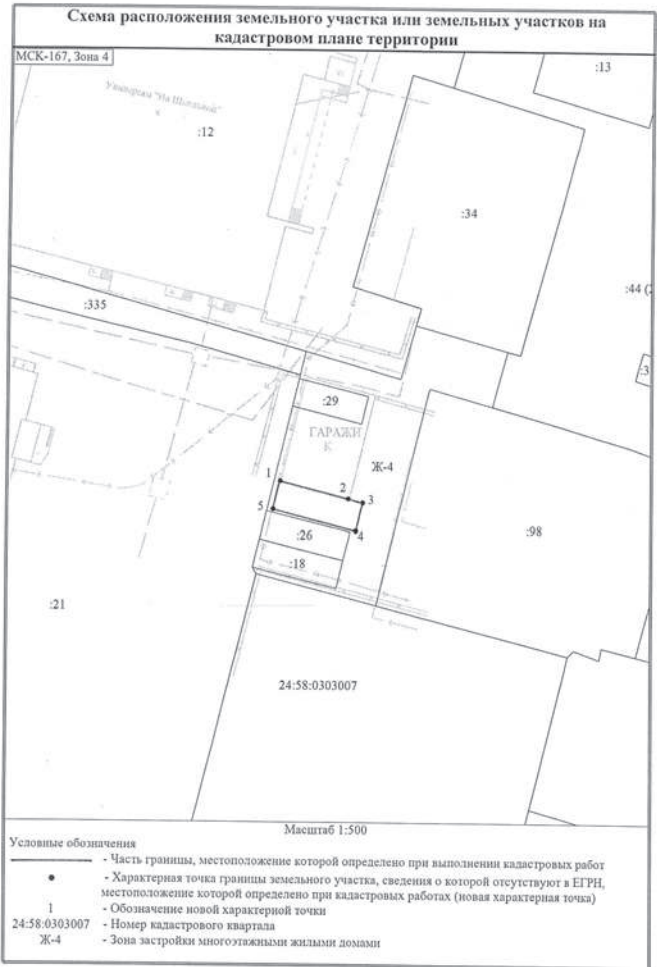 Схема расположения земельного участка или земельных участков на
кадастровом плане территории
МСК-167, Зона 4
:13
Универсам "На Школьной"
К
:12
:34
:44 (2
:335
:3
:29
ГАРАЖИ
К
Ж-4
1
2
3
5
4
:26
:98
:18
:21
24:58:0303007
Масштаб 1:500
Условные обозначения
- Часть границы, местоположение которой определено при выполнении кадастровых работ
- Характерная точка границы земельного участка, сведения о которой отсутствуют в ЕГРН,
местоположение которой определено при кадастровых работах (новая характерная точка)
1 - Обозначение новой характерной точки
24:58:0303007 - Номер кадастрового квартала
Ж-4 - Зона застройки многоэтажными жилыми домами